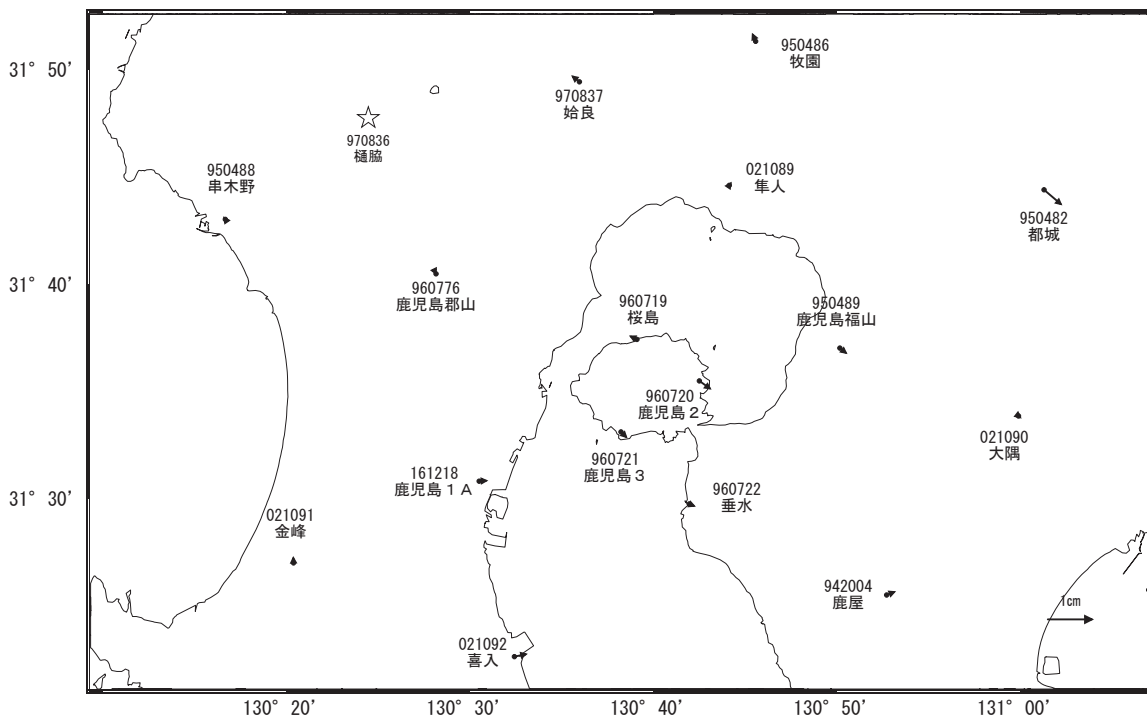 31° 50'
31° 40'
31° 30'
950486
牧園
970837
姶良
970836
樋脇
950488
串木野
021089
隼人
950482
都城
960776
鹿児島郡山
960719
桜島
950489
鹿児島福山
960720
鹿児島２
960721
鹿児島３
021090
大隅
161218
鹿児島１Ａ
960722
垂水
021091
金峰
942004
鹿屋
1cm
021092
喜入
130° 20'
130° 30'
130° 40'
130° 50'
131° 00'